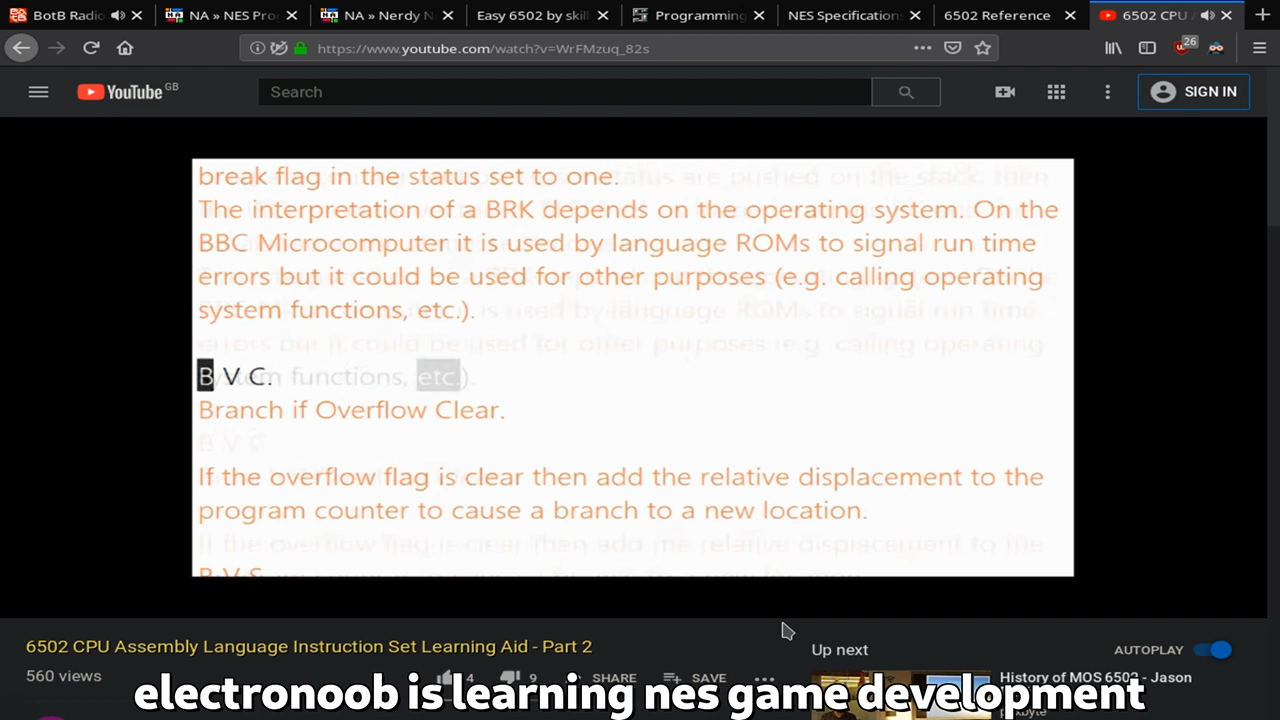 BotB Radio
NA » NES Pro
NA » Nerdy N
Easy 6502 by skil
Programming
NES Specification
6502 Reference
6502 CPU A
https://www.youtube.com/watch?v=WrFMzuq_82s
26
YouTube GB
Search
SIGN IN
break flag in the status set to one.
The interpretation of a BRK depends on the operating system. On the
BBC Microcomputer it is used by language ROMs to signal run time
errors but it could be used for other purposes (e.g. calling operating
system functions, etc.).
B V C.
Branch if Overflow Clear.
If the overflow flag is clear then add the relative displacement to the
program counter to cause a branch to a new location.
B V S
6502 CPU Assembly Language Instruction Set Learning Aid - Part 2
Up next
AUTOPLAY
560 views
4
9
SHARE
SAVE
History of MOS 6502 - Jason
electronoob is learning nes game development